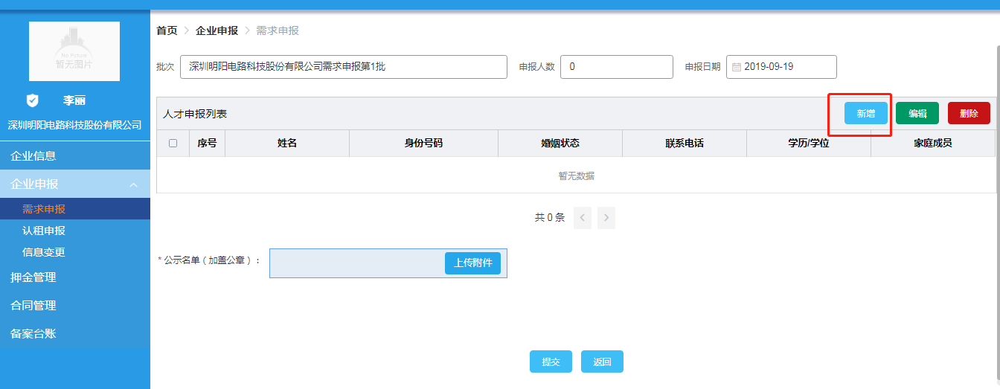 No Picture
暂无图片
李丽
深圳明阳电路科技股份有限公司
企业信息
企业申报
需求申报
认租申报
信息变更
押金管理
合同管理
备案台账
首页 > 企业申报 > 需求申报
批次 深圳明阳电路科技股份有限公司需求申报第1批 申报人数 0 申报日期 2019-09-19
人才申报列表 新增 编辑 删除
序号 姓名 身份号码 婚姻状态 联系电话 学历/学位 家庭成员
暂无数据
共 0 条 < >
* 公示名单（加盖公章）： 上传附件
提交 返回